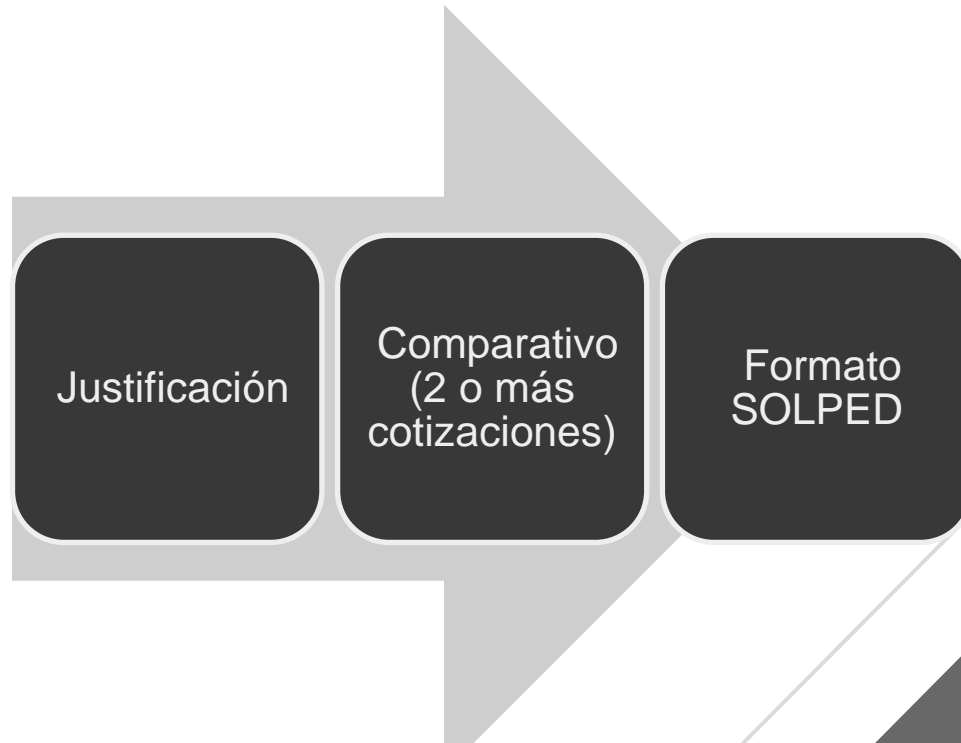 Justificación
Comparativo
(2 o más
cotizaciones)
Formato
SOLPED